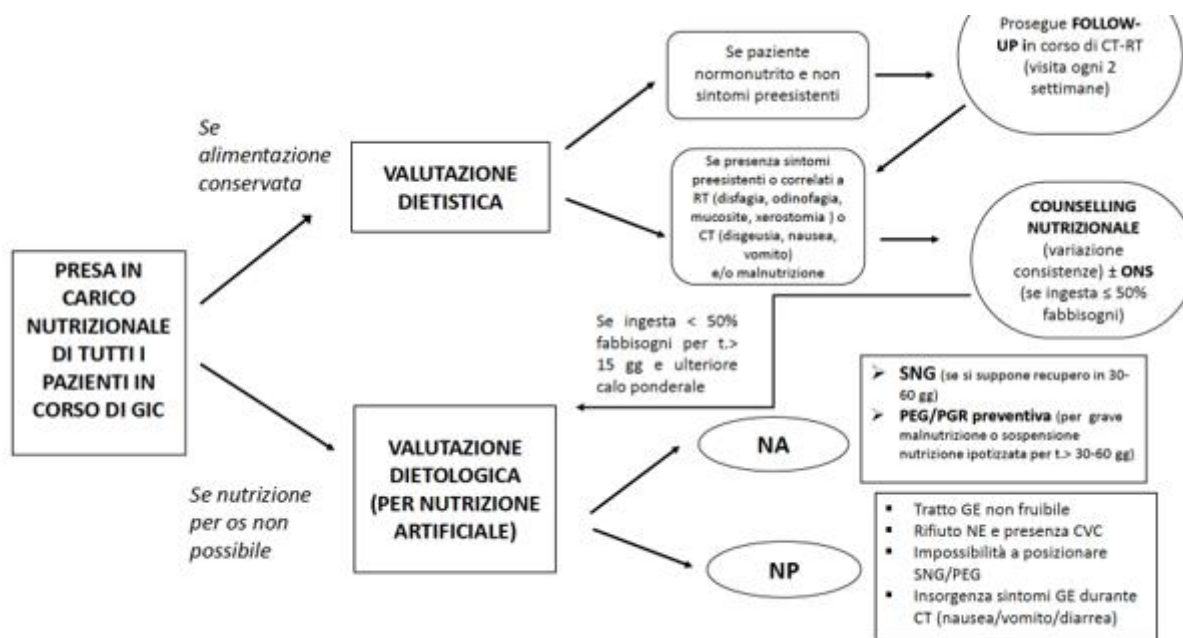 PRESA IN
CARICO
NUTRIZIONALE
DI TUTTI I
PAZIENTI IN
CORSO DI GIC
Se
alimentazione
conservata
VALUTAZIONE
DIETISTICA
Se paziente
normonutrito e non
sintomi preesistenti
Prosegue FOLLOW-
UP in corso di CT-RT
(visita ogni 2
settimane)
Se presenza sintomi
preesistenti o correlati a
RT (disfagia, odinofagia,
mucosite, xerostomia ) o
CT (disgeusia, nausea,
vomito)
e/o malnutrizione
COUNSELLING
NUTRIZIONALE
(variazione
consistenze) ± ONS
(se ingesta ≤ 50%
fabbisogni)
Se ingesta < 50%
fabbisogni per t.>
15 gg e ulteriore
calo ponderale
Se nutrizione
per os non
possibile
VALUTAZIONE
DIETOLOGICA
(PER NUTRIZIONE
ARTIFICIALE)
NA
➢ SNG (se si suppone recupero in 30-
60 gg)
➢ PEG/PGR preventiva (per grave
malnutrizione o sospensione
nutrizione ipotizzata per t.> 30-60 gg)
NP
▪ Tratto GE non fruibile
▪ Rifiuto NE e presenza CVC
▪ Impossibilità a posizionare
SNG/PEG
▪ Insorgenza sintomi GE durante
CT (nausea/vomito/diarrea)